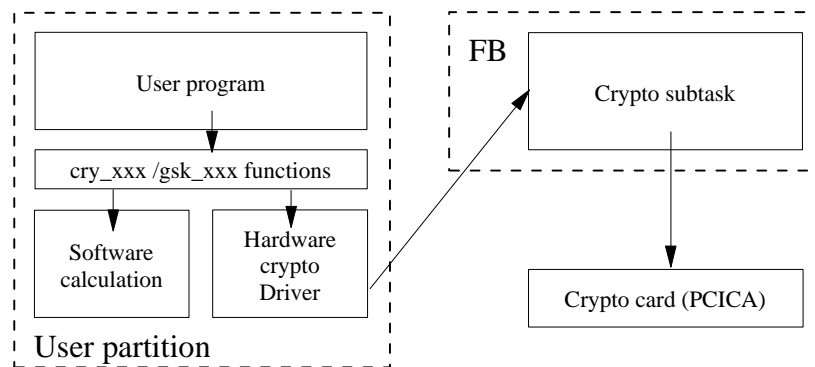 User program
cry_xxx /gsk_xxx functions
Software
calculation
Hardware
crypto
Driver
User partition
FB
Crypto subtask
Crypto card (PCICA)